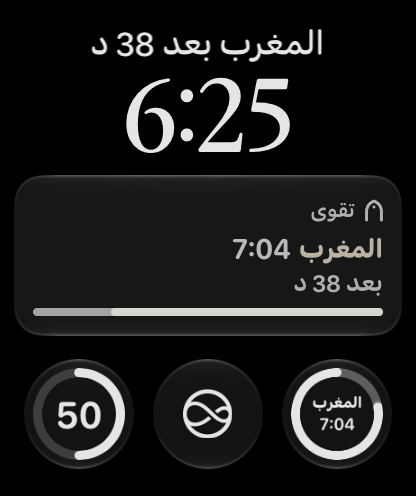 المغرب بعد 38 د
6:25
تقوى
المغرب 7:04
بعد 38 د
المغرب
7:04
50